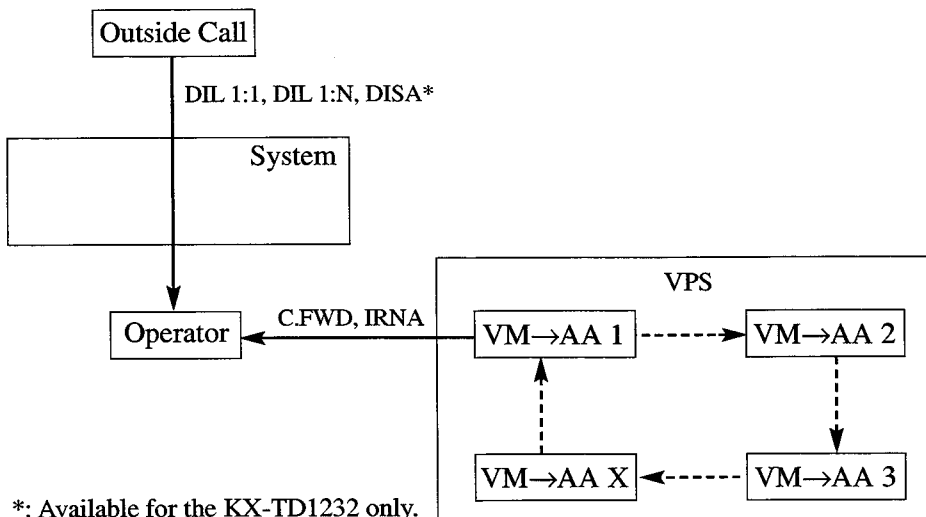 Outside Call
DIL 1:1, DIL 1:N, DISA*
System
VPS
Operator
C.FWD, IRNA
VM→AA 1
VM→AA 2
VM→AA X
VM→AA 3
*: Available for the KX-TD1232 only.